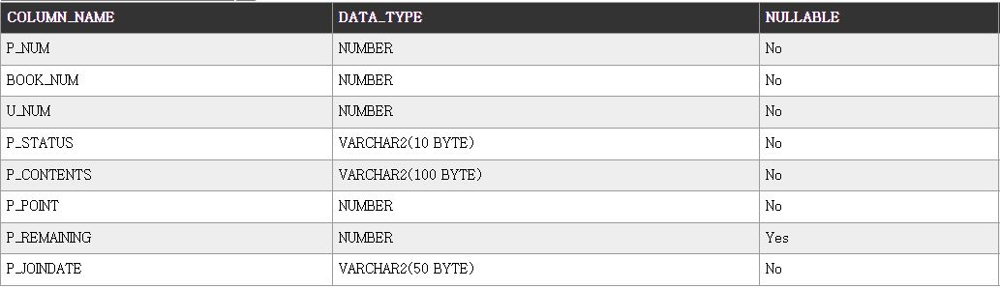 COLUMN_NAME DATA_TYPE NULLABLE
P_NUM NUMBER No
BOOK_NUM NUMBER No
U_NUM NUMBER No
P_STATUS VARCHAR2(10 BYTE) No
P_CONTENTS VARCHAR2(100 BYTE) No
P_POINT NUMBER No
P_REMAINING NUMBER Yes
P_JOINDATE VARCHAR2(50 BYTE) No